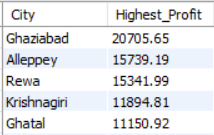 City Highest_Profit
Ghaziabad 20705.65
Alleppey 15739.19
Rewa 15341.99
Krishnagiri 11894.81
Ghatal 11150.92